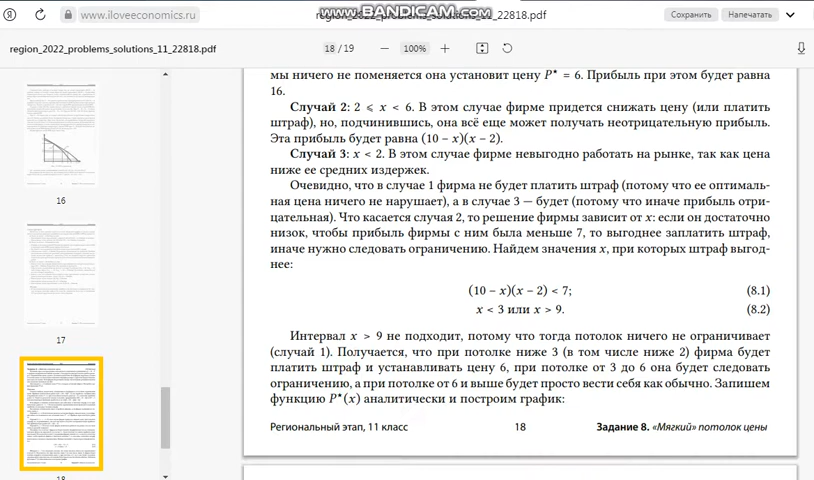 www.iloveeconomics.ru
region_2022_problems_solutions_11_22818.pdf
WWW.BANDICAM.COM
Сохранить
Напечатать
region_2022_problems_solutions_11_22818.pdf
18 / 19
100%
16
17
18
мы ничего не поменяется она установит цену P* = 6. Прибыль при этом будет равна
16.
Случай 2: 2 ⩽ x < 6. В этом случае фирме придется снижать цену (или платить
штраф), но, подчинившись, она всё еще может получать неотрицательную прибыль.
Эта прибыль будет равна (10 − x)(x − 2).
Случай 3: x < 2. В этом случае фирме невыгодно работать на рынке, так как цена
ниже ее средних издержек.
Очевидно, что в случае 1 фирма не будет платить штраф (потому что ее оптималь-
ная цена ничего не нарушает), а в случае 3 — будет (потому что иначе прибыль отри-
цательная). Что касается случая 2, то решение фирмы зависит от x: если он достаточно
низок, чтобы прибыль фирмы с ним была меньше 7, то выгоднее заплатить штраф,
иначе нужно следовать ограничению. Найдем значения x, при которых штраф выгод-
нее:
(10 − x)(x − 2) < 7; (8.1)
x < 3 или x > 9. (8.2)
Интервал x > 9 не подходит, потому что тогда потолок ничего не ограничивает
(случай 1). Получается, что при потолке ниже 3 (в том числе ниже 2) фирма будет
платить штраф и устанавливать цену 6, при потолке от 3 до 6 она будет следовать
ограничению, а при потолке от 6 и выше будет просто вести себя как обычно. Запишем
функцию P*(x) аналитически и построим график:
Региональный этап, 11 класс
18
Задание 8. «Мягкий» потолок цены